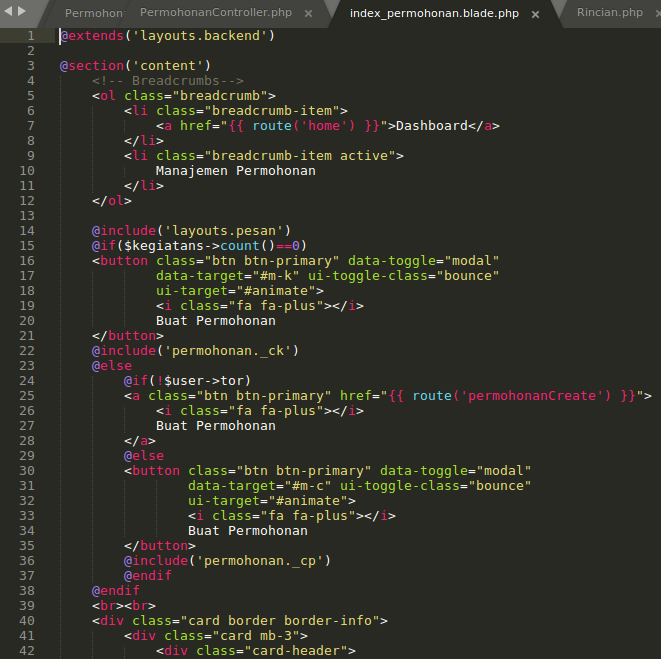 Permohon PermohonanController.php × index_permohonan.blade.php × Rincian.php ×
1 @extends('layouts.backend')
2
3 @section('content')
4     <!-- Breadcrumbs-->
5     <ol class="breadcrumb">
6         <li class="breadcrumb-item">
7             <a href="{{ route('home') }}">Dashboard</a>
8         </li>
9         <li class="breadcrumb-item active">
10             Manajemen Permohonan
11         </li>
12     </ol>
13
14     @include('layouts.pesan')
15     @if($kegiatans->count()==0)
16     <button class="btn btn-primary" data-toggle="modal"
17             data-target="#m-k" ui-toggle-class="bounce"
18             ui-target="#animate">
19             <i class="fa fa-plus"></i>
20             Buat Permohonan
21     </button>
22     @include('permohonan._ck')
23     @else
24         @if(!$user->tor)
25         <a class="btn btn-primary" href="{{ route('permohonanCreate') }}">
26             <i class="fa fa-plus"></i>
27             Buat Permohonan
28         </a>
29         @else
30         <button class="btn btn-primary" data-toggle="modal"
31                 data-target="#m-c" ui-toggle-class="bounce"
32                 ui-target="#animate">
33                 <i class="fa fa-plus"></i>
34                 Buat Permohonan
35         </button>
36         @include('permohonan._cp')
37         @endif
38     @endif
39     <br><br>
40     <div class="card border border-info">
41         <div class="card mb-3">
42             <div class="card-header">